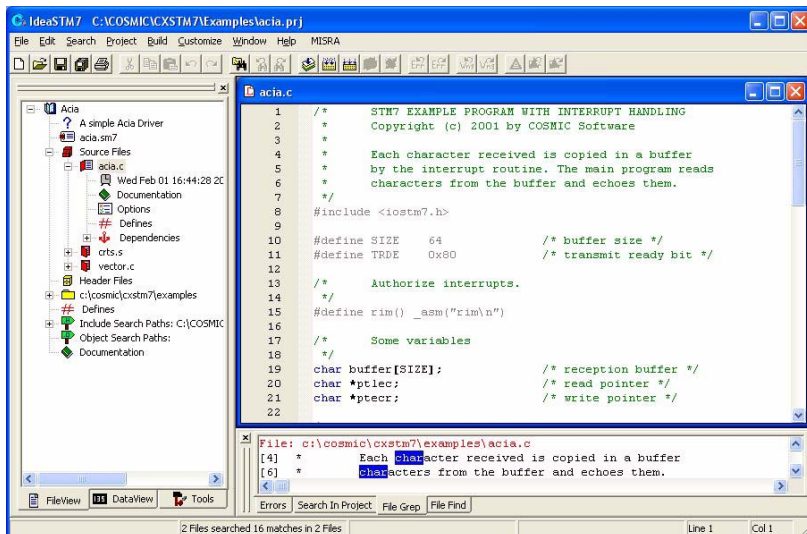 IdeaSTM7 C:\COSMIC\CXSTM7\Examples\acia.prj
File Edit Search Project Build Customize Window Help MISRA
Acia
A simple Acia Driver
acia.sm7
Source Files
acia.c
Wed Feb 01 16:44:28 20
Documentation
Options
Defines
Dependencies
crts.s
vector.c
Header Files
c:\cosmic\cxstm7\examples
Defines
Include Search Paths: C:\COSMIC
Object Search Paths:
Documentation
FileView DataView Tools
acia.c
1 /* STM7 EXAMPLE PROGRAM WITH INTERRUPT HANDLING
2 * Copyright (c) 2001 by COSMIC Software
3 *
4 * Each character received is copied in a buffer
5 * by the interrupt routine. The main program reads
6 * characters from the buffer and echoes them.
7 */
8 #include <iostm7.h>
9
10 #define SIZE 64 /* buffer size */
11 #define TRDE 0x80 /* transmit ready bit */
12
13 /* Authorize interrupts.
14 */
15 #define rim() _asm("rim\n")
16
17 /* Some variables
18 */
19 char buffer[SIZE]; /* reception buffer */
20 char *ptlec; /* read pointer */
21 char *ptecr; /* write pointer */
22
File: c:\cosmic\cxstm7\examples\acia.c
[4] * Each character received is copied in a buffer
[6] * characters from the buffer and echoes them.
Errors Search In Project File Grep File Find
2 Files searched 16 matches in 2 Files Line 1 Col 1